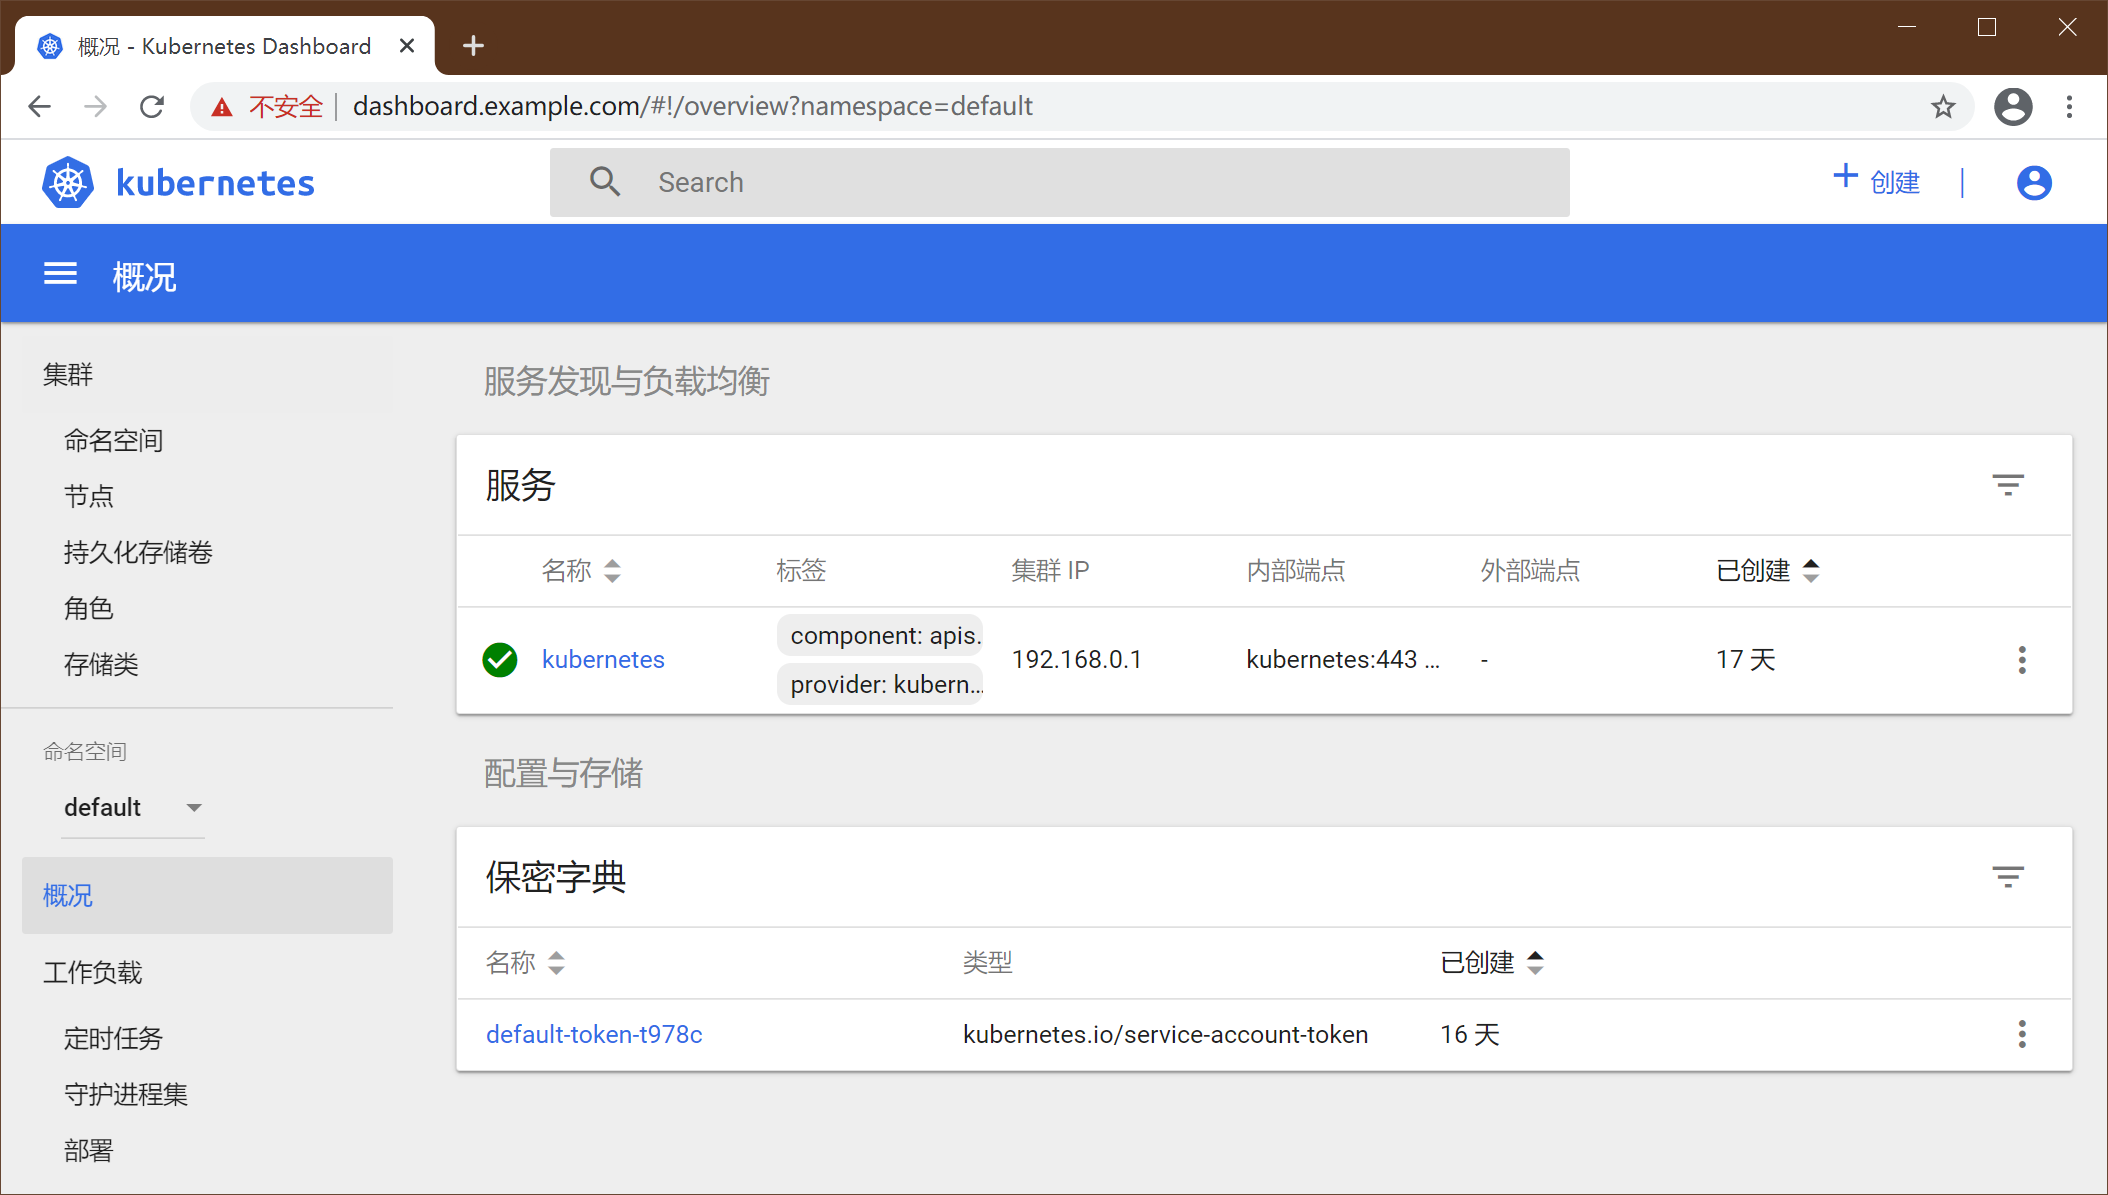 概况 - Kubernetes Dashboard
不安全 dashboard.example.com/#!/overview?namespace=default
kubernetes
Search
创建
概况
集群
命名空间
节点
持久化存储卷
角色
存储类
命名空间
default
概况
工作负载
定时任务
守护进程集
部署
服务发现与负载均衡
服务
名称 标签 集群 IP 内部端点 外部端点 已创建
kubernetes component: apis. 192.168.0.1 kubernetes:443 ... - 17 天
provider: kubern...
配置与存储
保密字典
名称 类型 已创建
default-token-t978c kubernetes.io/service-account-token 16 天